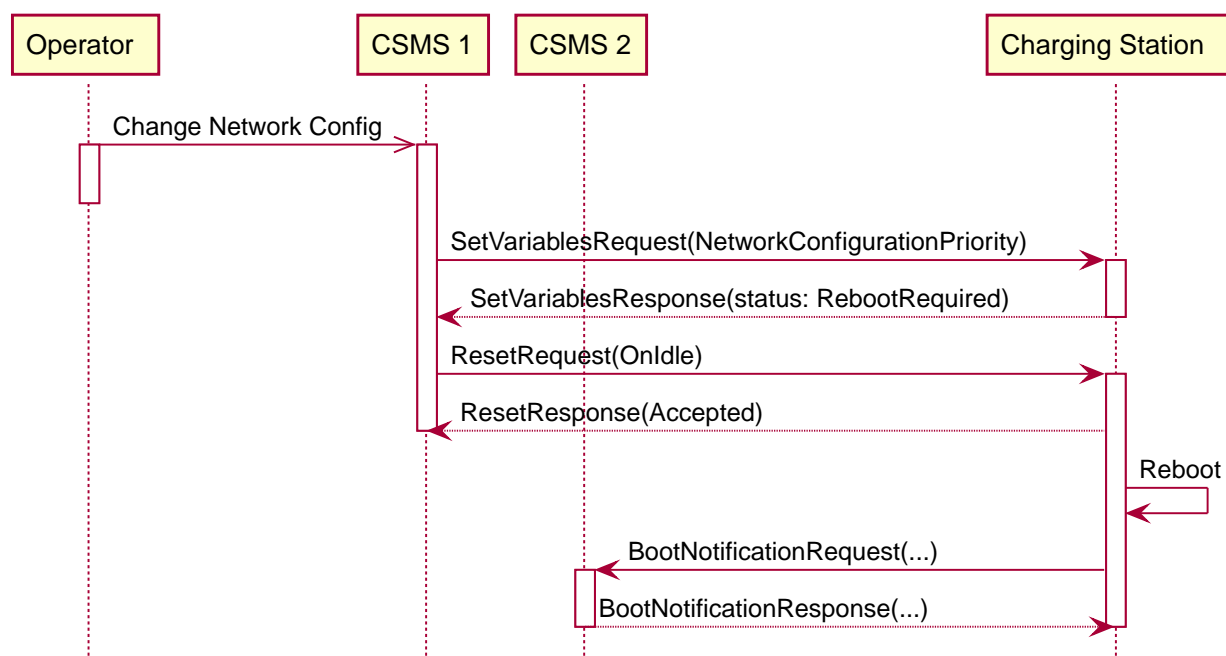 Operator
CSMS 1
CSMS 2
Charging Station
Change Network Config
SetVariablesRequest(NetworkConfigurationPriority)
SetVariablesResponse(status: RebootRequired)
ResetRequest(OnIdle)
ResetResponse(Accepted)
Reboot
BootNotificationRequest(...)
BootNotificationResponse(...)